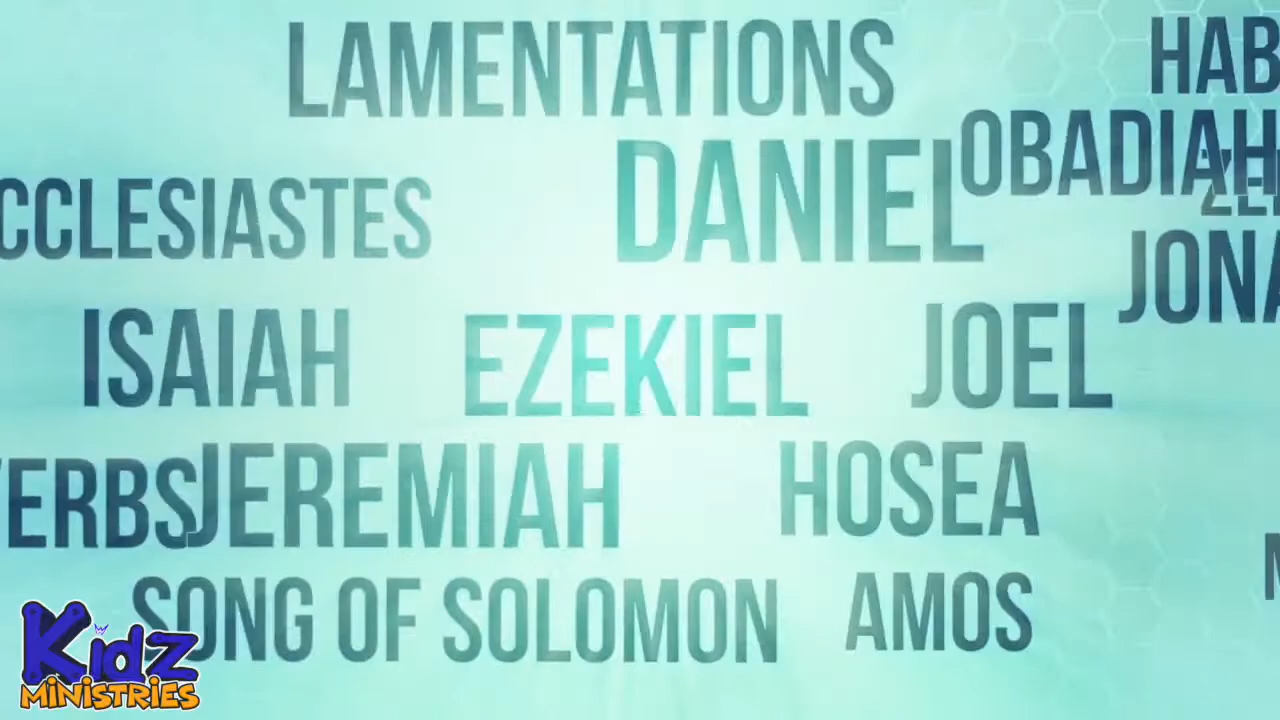 LAMENTATIONS
HAB
DANIEL
OBADIAH
CCLESIASTES
JONA
ISAIAH
EZEKIEL
JOEL
ERBS
JEREMIAH
HOSEA
SONG OF SOLOMON
AMOS
Kidz
MINISTRIES